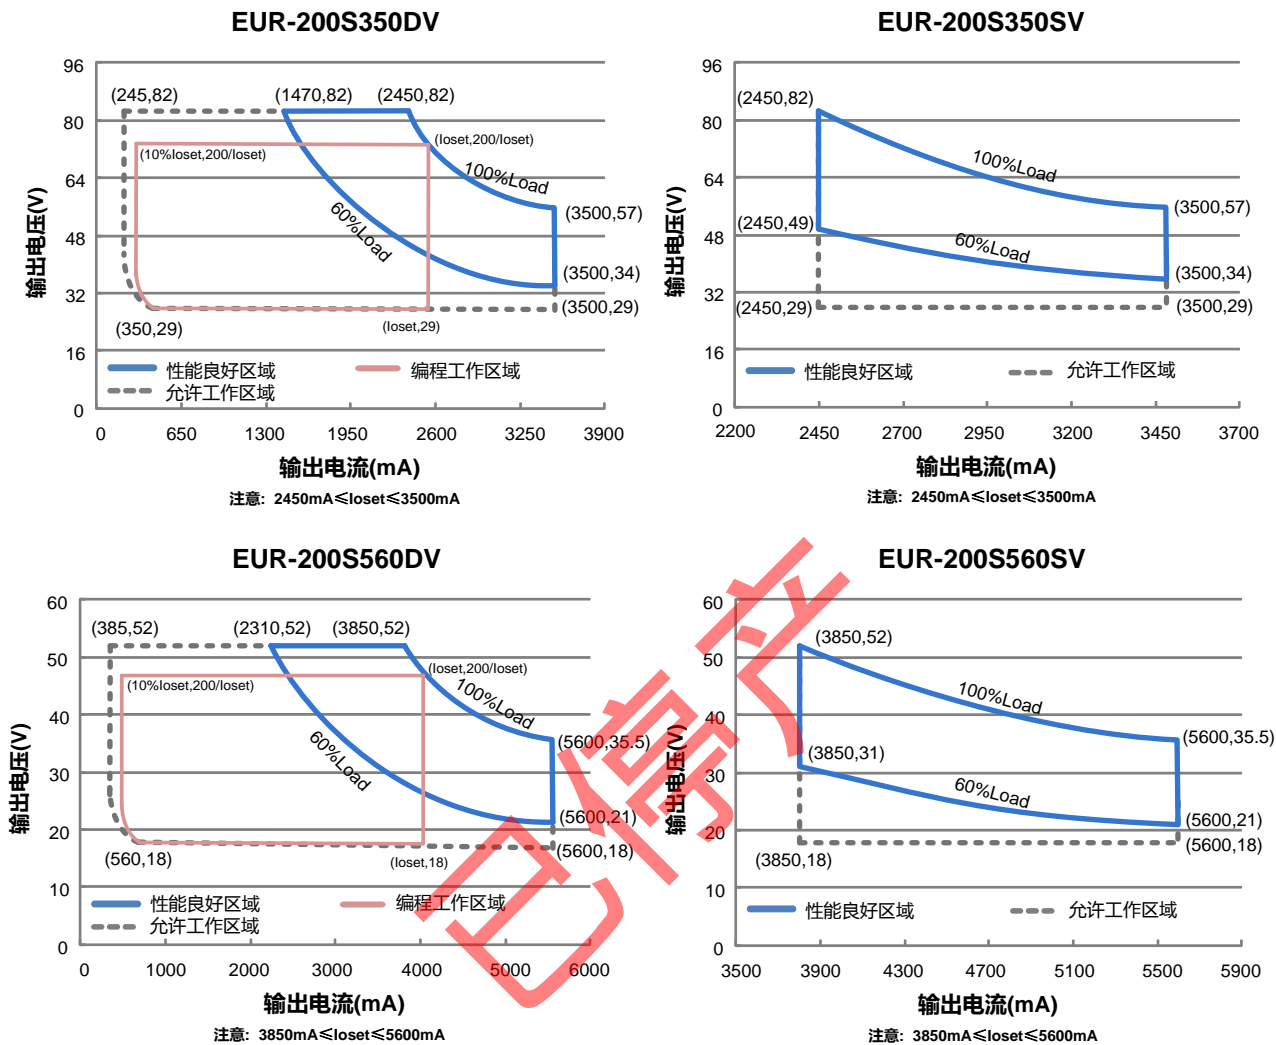 EUR-200S350DV
96
80
64
48
32
16
0
输出电压(V)
(245,82)
(1470,82)
(2450,82)
(Ioset,200/Ioset)
(10%Ioset,200/Ioset)
100%Load
60%Load
(3500,57)
(3500,34)
(3500,29)
(350,29)
(Ioset,29)
性能良好区域
编程工作区域
允许工作区域
0 650 1300 1950 2600 3250 3900
输出电流(mA)
注意: 2450mA≤Ioset≤3500mA
EUR-200S350SV
96
80
64
48
32
16
0
输出电压(V)
(2450,82)
100%Load
(3500,57)
(2450,49)
60%Load
(3500,34)
(2450,29)
(3500,29)
性能良好区域
允许工作区域
2200 2450 2700 2950 3200 3450 3700
输出电流(mA)
注意: 2450mA≤Ioset≤3500mA
EUR-200S560DV
60
50
40
30
20
10
0
输出电压(V)
(385,52)
(2310,52)
(3850,52)
(Ioset,200/Ioset)
(10%Ioset,200/Ioset)
100%Load
60%Load
(5600,35.5)
(5600,21)
(5600,18)
(560,18)
(Ioset,18)
性能良好区域
编程工作区域
允许工作区域
0 1000 2000 3000 4000 5000 6000
输出电流(mA)
注意: 3850mA≤Ioset≤5600mA
EUR-200S560SV
60
50
40
30
20
10
0
输出电压(V)
(3850,52)
100%Load
(5600,35.5)
(3850,31)
60%Load
(5600,21)
(3850,18)
(5600,18)
性能良好区域
允许工作区域
3500 3900 4300 4700 5100 5500 5900
输出电流(mA)
注意: 3850mA≤Ioset≤5600mA
已停产